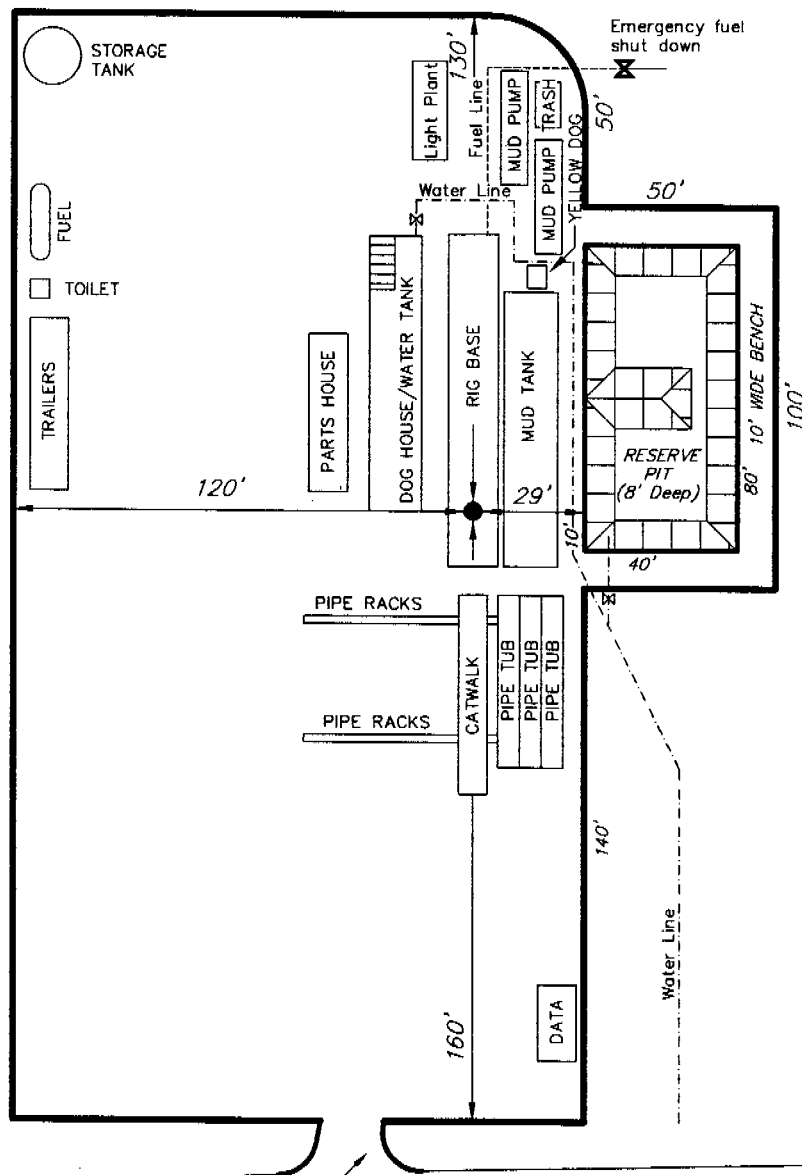 Emergency fuel
shut down
STORAGE
TANK
130'
Light Plant
Fuel Line
MUD PUMP
TRASH
50'
MUD PUMP
YELLOW DOG
Water Line
50'
FUEL
TOILET
TRAILERS
PARTS HOUSE
DOG HOUSE/WATER TANK
RIG BASE
MUD TANK
RESERVE
PIT
(8' Deep)
80'
10' WIDE BENCH
100'
120'
29'
10'
40'
PIPE RACKS
CATWALK
PIPE TUB
PIPE TUB
PIPE TUB
PIPE RACKS
140'
Water Line
160'
DATA